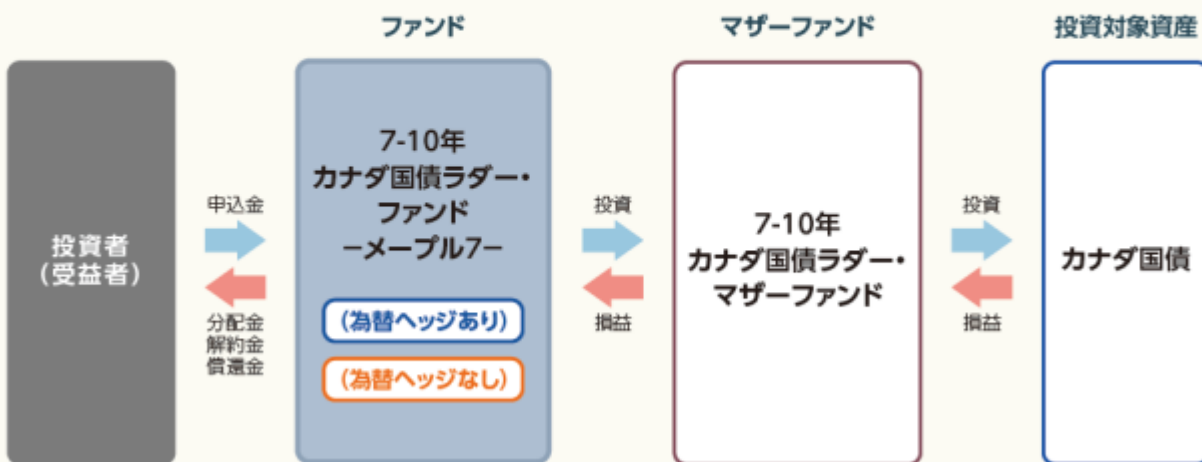 ファンド
マザーファンド
投資対象資産
投資者
(受益者)
申込金
分配金
解約金
償還金
7-10年
カナダ国債ラダー・
ファンド
ーメープル7ー
(為替ヘッジあり)
(為替ヘッジなし)
投資
損益
7-10年
カナダ国債ラダー・
マザーファンド
投資
損益
カナダ国債